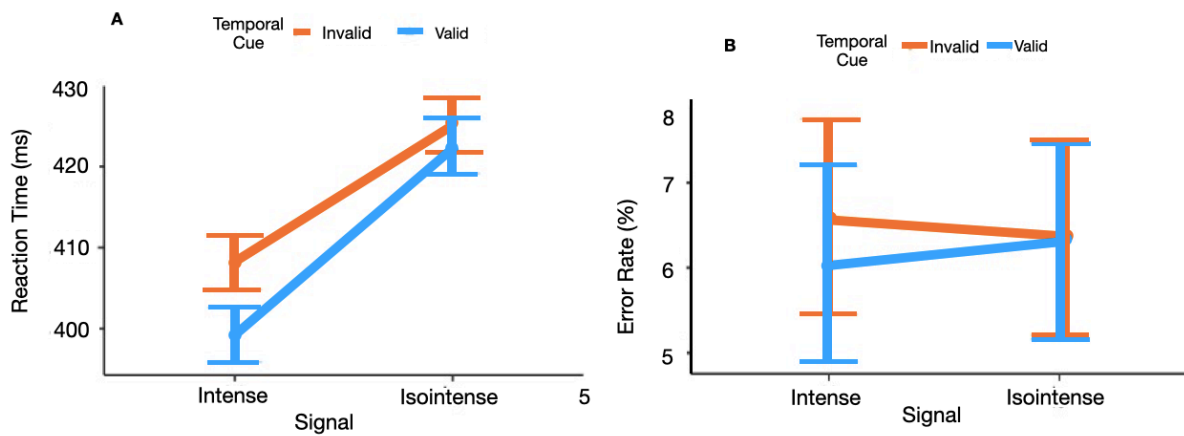 A
Temporal Cue Invalid Valid
Reaction Time (ms)
430
420
410
400
Intense Isointense 5
Signal
B
Temporal Cue Invalid Valid
Error Rate (%)
8
7
6
5
Intense Isointense
Signal